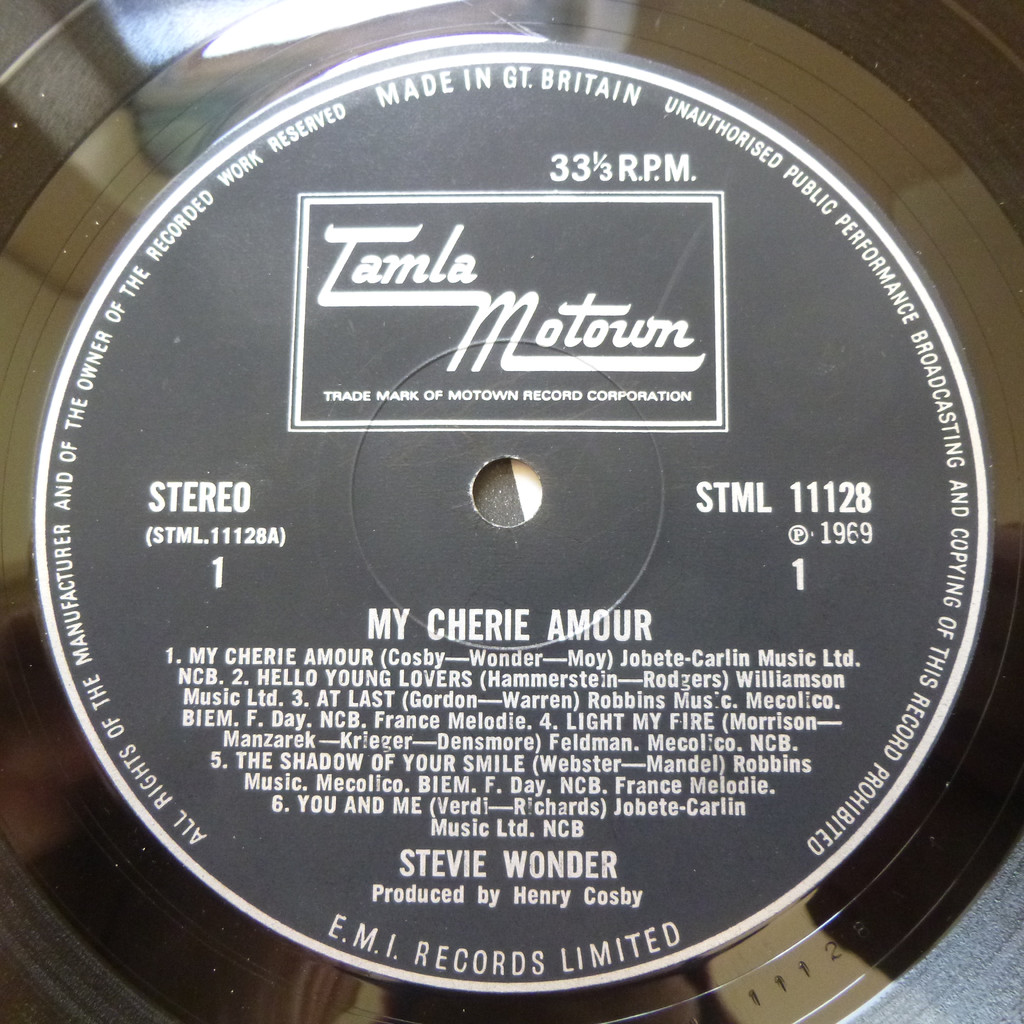 MADE IN GT. BRITAIN
UNAUTHORISED PUBLIC PERFORMANCE BROADCASTING AND COPYING OF THIS RECORD PROHIBITED
ALL RIGHTS OF THE MANUFACTURER AND OF THE OWNER OF THE RECORDED WORK RESERVED
33⅓ R.P.M.
Tamla
Motown
TRADE MARK OF MOTOWN RECORD CORPORATION
STEREO
(STML.11128A)
1
STML 11128
Ⓟ· 1969
1
MY CHERIE AMOUR
1. MY CHERIE AMOUR (Cosby—Wonder—Moy) Jobete-Carlin Music Ltd.
NCB. 2. HELLO YOUNG LOVERS (Hammerstein—Rodgers) Williamson
Music Ltd. 3. AT LAST (Gordon—Warren) Robbins Music. Mecolico.
BIEM. F. Day. NCB. France Melodie. 4. LIGHT MY FIRE (Morrison—
Manzarek—Krieger—Densmore) Feldman. Mecolico. NCB.
5. THE SHADOW OF YOUR SMILE (Webster—Mandel) Robbins
Music. Mecolico. BIEM. F. Day. NCB. France Melodie.
6. YOU AND ME (Verdi—Richards) Jobete-Carlin
Music Ltd. NCB
STEVIE WONDER
Produced by Henry Cosby
E.M.I. RECORDS LIMITED
11128